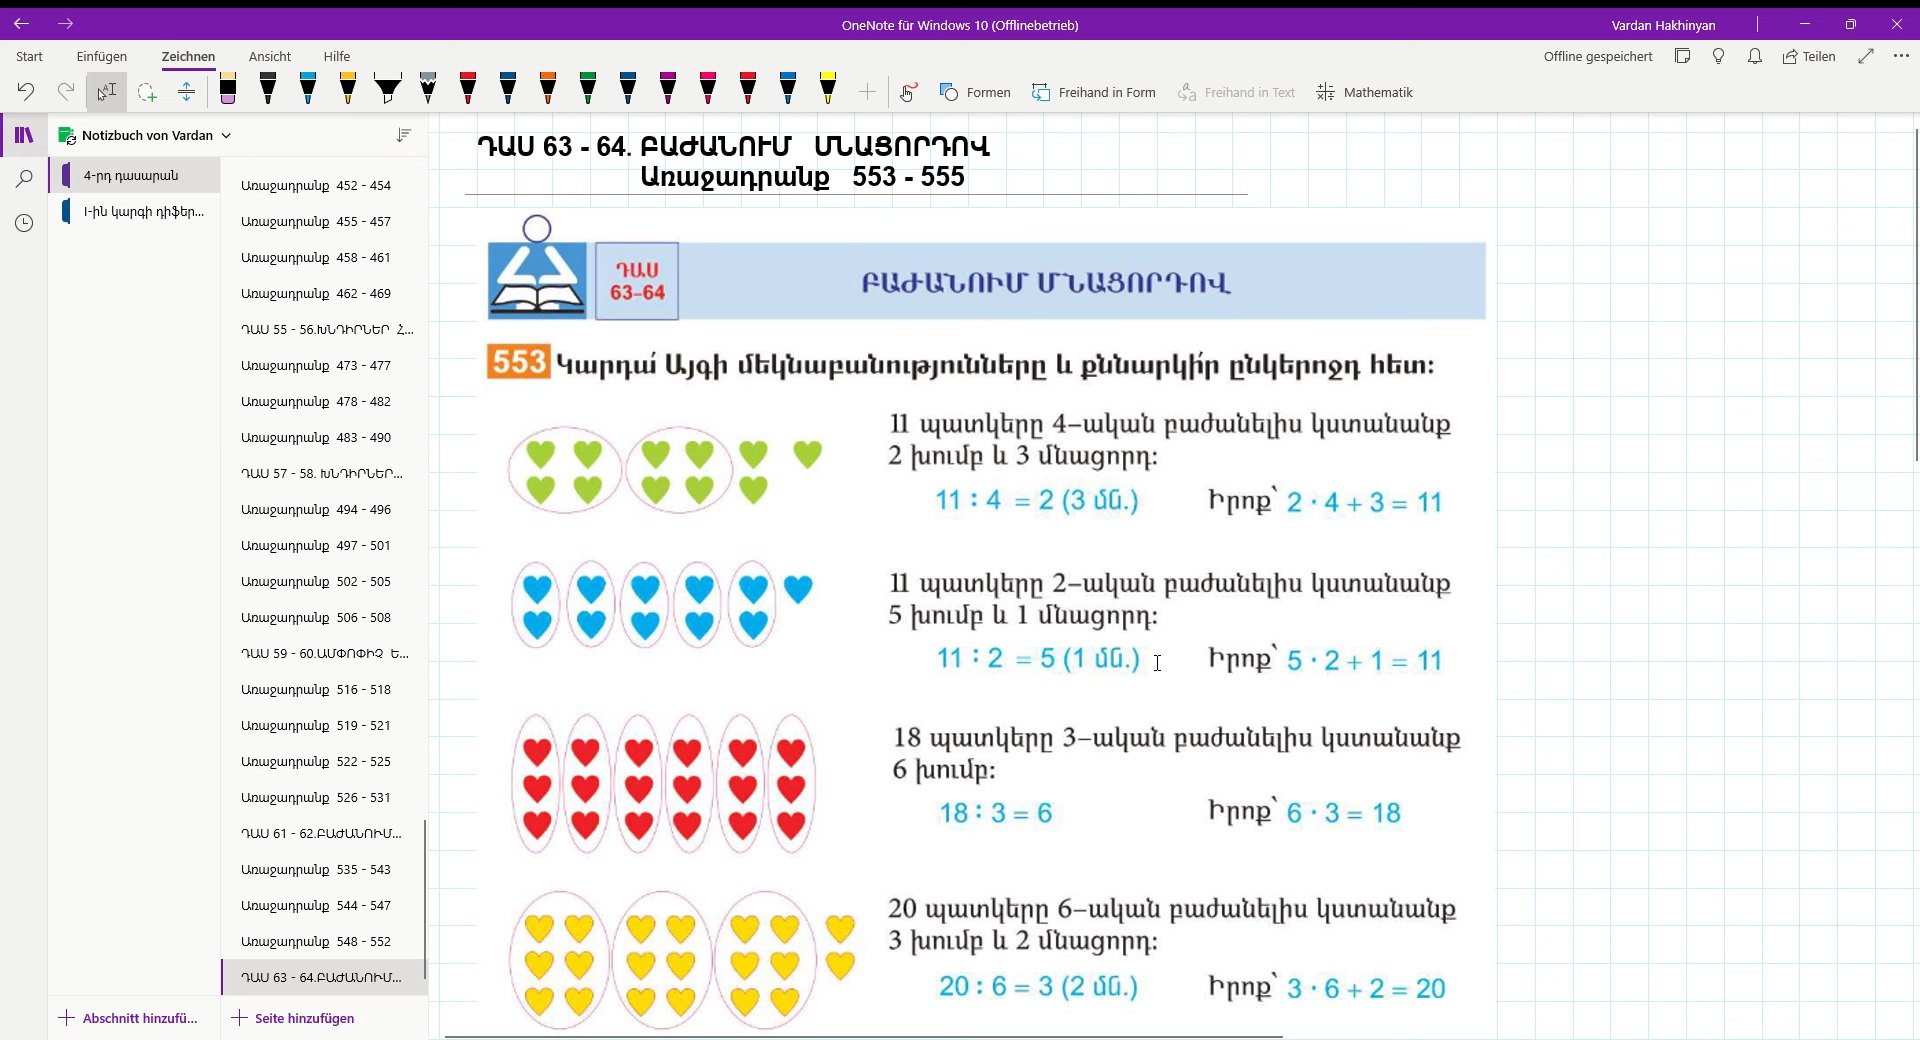 OneNote für Windows 10 (Offlinebetrieb)
Vardan Hakhinyan
Start Einfügen Zeichnen Ansicht Hilfe
Offline gespeichert Teilen
Formen Freihand in Form Freihand in Text Mathematik
Notizbuch von Vardan
4-րդ դասարան
I-ին կարգի դիֆեր...
Առաջադրանք 452 - 454
Առաջադրանք 455 - 457
Առաջադրանք 458 - 461
Առաջադրանք 462 - 469
ԴԱՍ 55 - 56.ԽՆԴԻՐՆԵՐ Հ...
Առաջադրանք 473 - 477
Առաջադրանք 478 - 482
Առաջադրանք 483 - 490
ԴԱՍ 57 - 58. ԽՆԴԻՐՆԵՐ...
Առաջադրանք 494 - 496
Առաջադրանք 497 - 501
Առաջադրանք 502 - 505
Առաջադրանք 506 - 508
ԴԱՍ 59 - 60.ԱՄՓՈՓԻՉ Ե...
Առաջադրանք 516 - 518
Առաջադրանք 519 - 521
Առաջադրանք 522 - 525
Առաջադրանք 526 - 531
ԴԱՍ 61 - 62.ԲԱԺԱՆՈՒՄ...
Առաջադրանք 535 - 543
Առաջադրանք 544 - 547
Առաջադրանք 548 - 552
ԴԱՍ 63 - 64.ԲԱԺԱՆՈՒՄ...
Abschnitt hinzufü...
Seite hinzufügen
ԴԱՍ 63 - 64. ԲԱԺԱՆՈՒՄ ՄՆԱՑՈՐԴՈՎ
Առաջադրանք 553 - 555
ԴԱՍ
63-64
ԲԱԺԱՆՈՒՄ ՄՆԱՑՈՐԴՈՎ
553 Կարդա՛ Այգի մեկնաբանությունները և քննարկի՛ր ընկերոջդ հետ:
11 պատկերը 4-ական բաժանելիս կստանանք
2 խումբ և 3 մնացորդ:
11 : 4 = 2 (3 մն.) Իրոք՝ 2 · 4 + 3 = 11
11 պատկերը 2-ական բաժանելիս կստանանք
5 խումբ և 1 մնացորդ:
11 : 2 = 5 (1 մն.) Իրոք՝ 5 · 2 + 1 = 11
18 պատկերը 3-ական բաժանելիս կստանանք
6 խումբ:
18 : 3 = 6 Իրոք՝ 6 · 3 = 18
20 պատկերը 6-ական բաժանելիս կստանանք
3 խումբ և 2 մնացորդ:
20 : 6 = 3 (2 մն.) Իրոք՝ 3 · 6 + 2 = 20